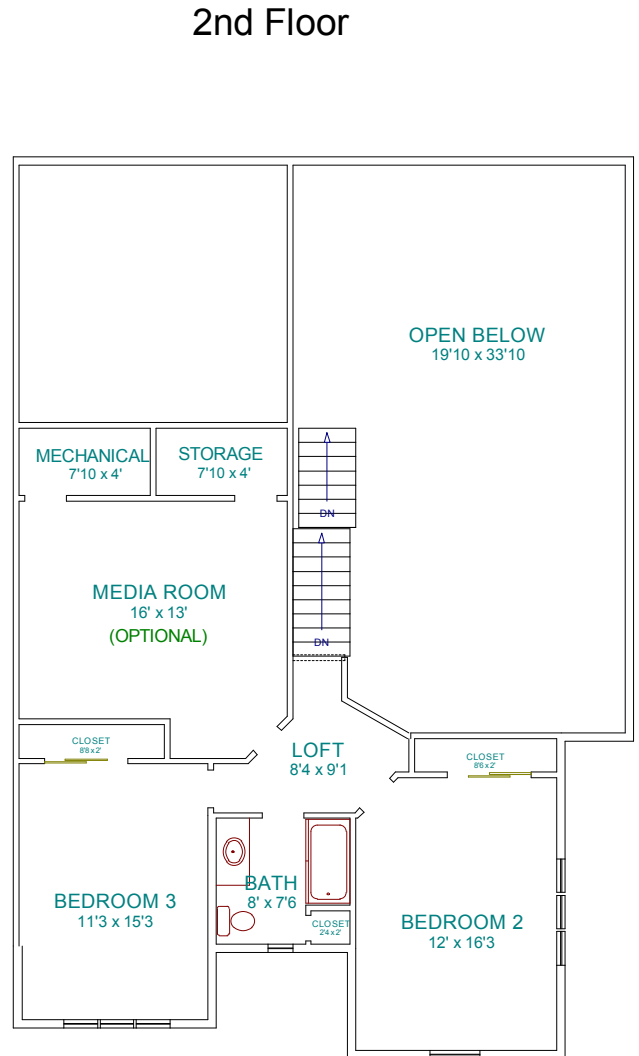 2nd Floor
OPEN BELOW
19'10 x 33'10
MECHANICAL
7'10 x 4'
STORAGE
7'10 x 4'
DN
MEDIA ROOM
16' x 13'
(OPTIONAL)
DN
CLOSET
8'8 x 2'
LOFT
8'4 x 9'1
CLOSET
8'6 x 2'
BEDROOM 3
11'3 x 15'3
BATH
8' x 7'6
CLOSET
2'4 x 2'
BEDROOM 2
12' x 16'3